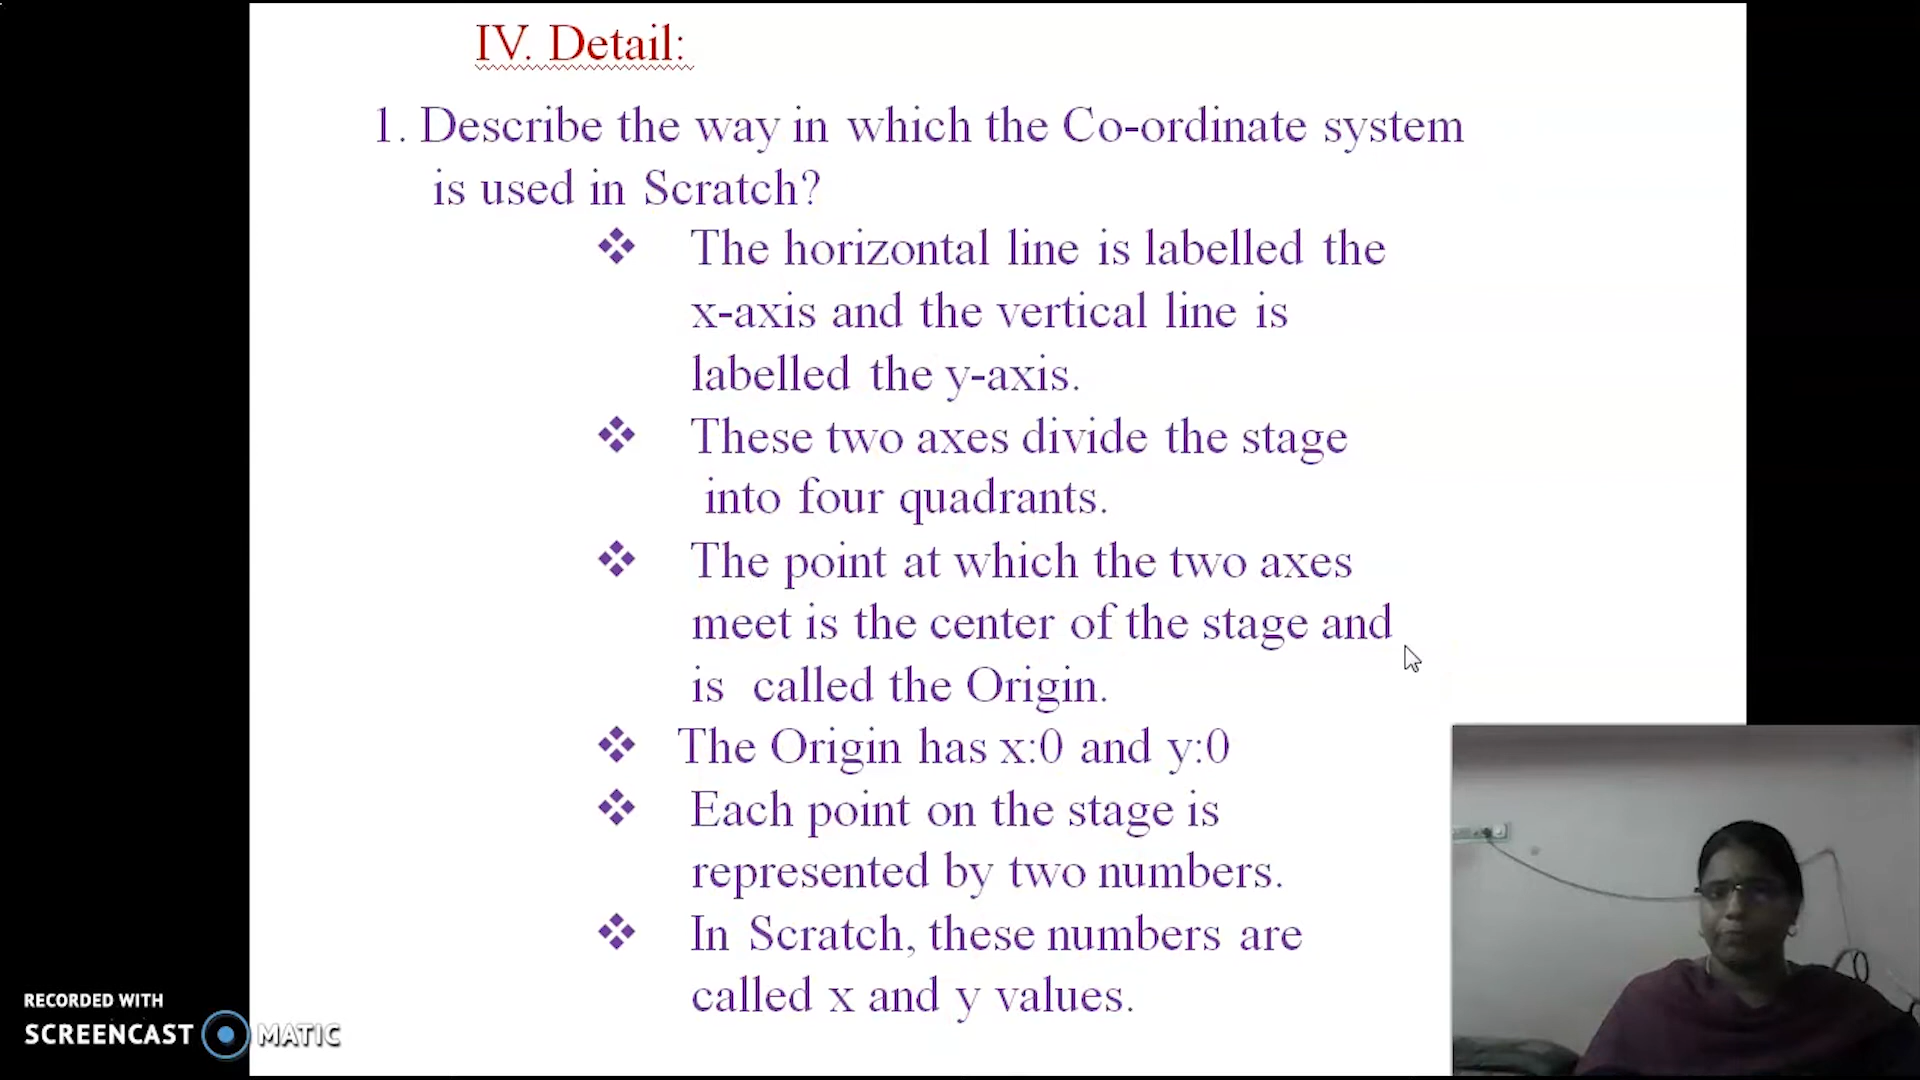 IV. Detail:
1. Describe the way in which the Co-ordinate system
is used in Scratch?
❖ The horizontal line is labelled the
x-axis and the vertical line is
labelled the y-axis.
❖ These two axes divide the stage
into four quadrants.
❖ The point at which the two axes
meet is the center of the stage and
is called the Origin.
❖ The Origin has x:0 and y:0
❖ Each point on the stage is
represented by two numbers.
❖ In Scratch, these numbers are
called x and y values.
RECORDED WITH
SCREENCAST MATIC